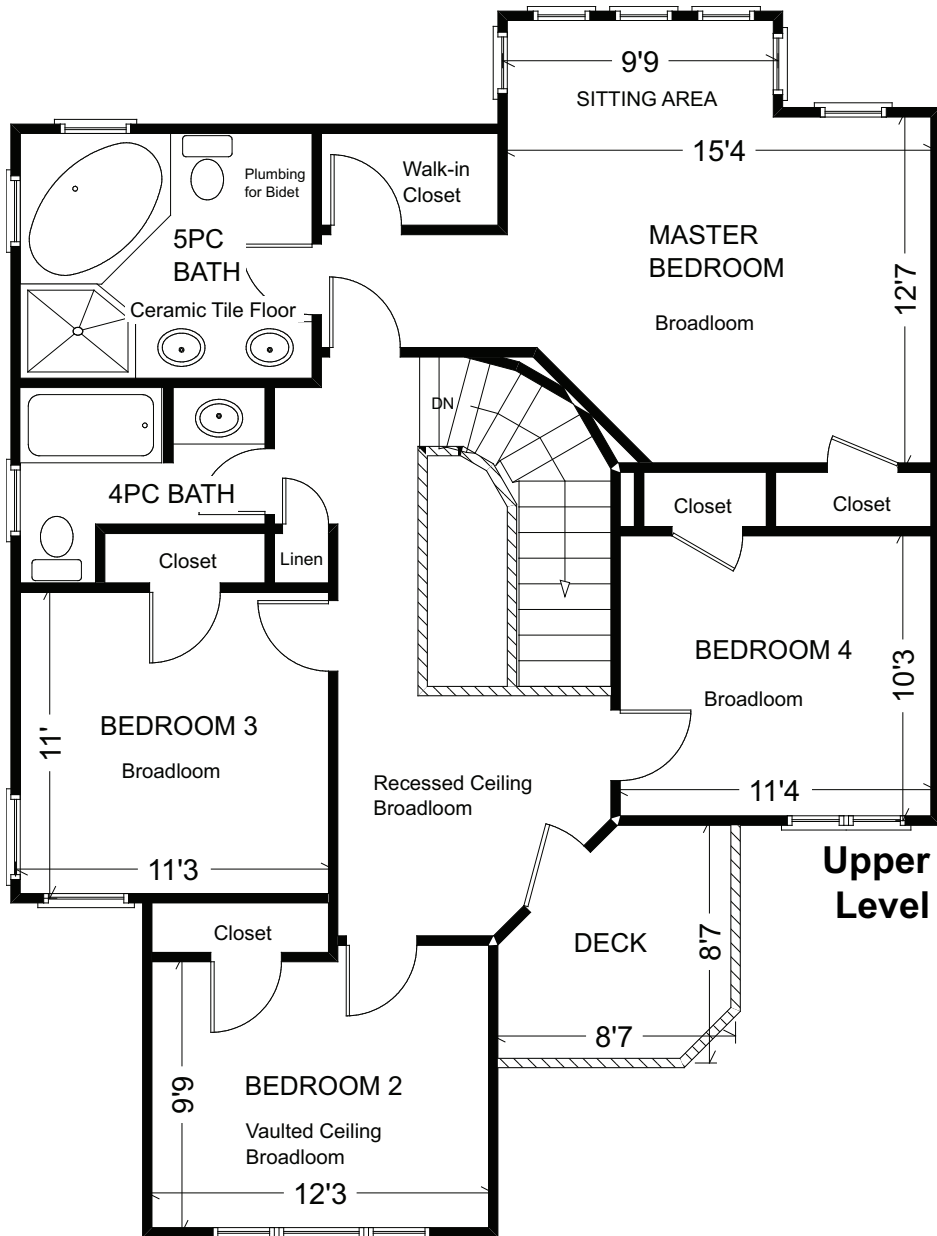 9'9
SITTING AREA
15'4
Walk-in
Closet
Plumbing
for Bidet
5PC
BATH
Ceramic Tile Floor
MASTER
BEDROOM
Broadloom
12'7
DN
4PC BATH
Closet
Linen
Closet
Closet
BEDROOM 4
Broadloom
10'3
11'4
BEDROOM 3
Broadloom
11'
11'3
Recessed Ceiling
Broadloom
Upper
Level
Closet
DECK
8'7
8'7
BEDROOM 2
Vaulted Ceiling
Broadloom
9'9
12'3